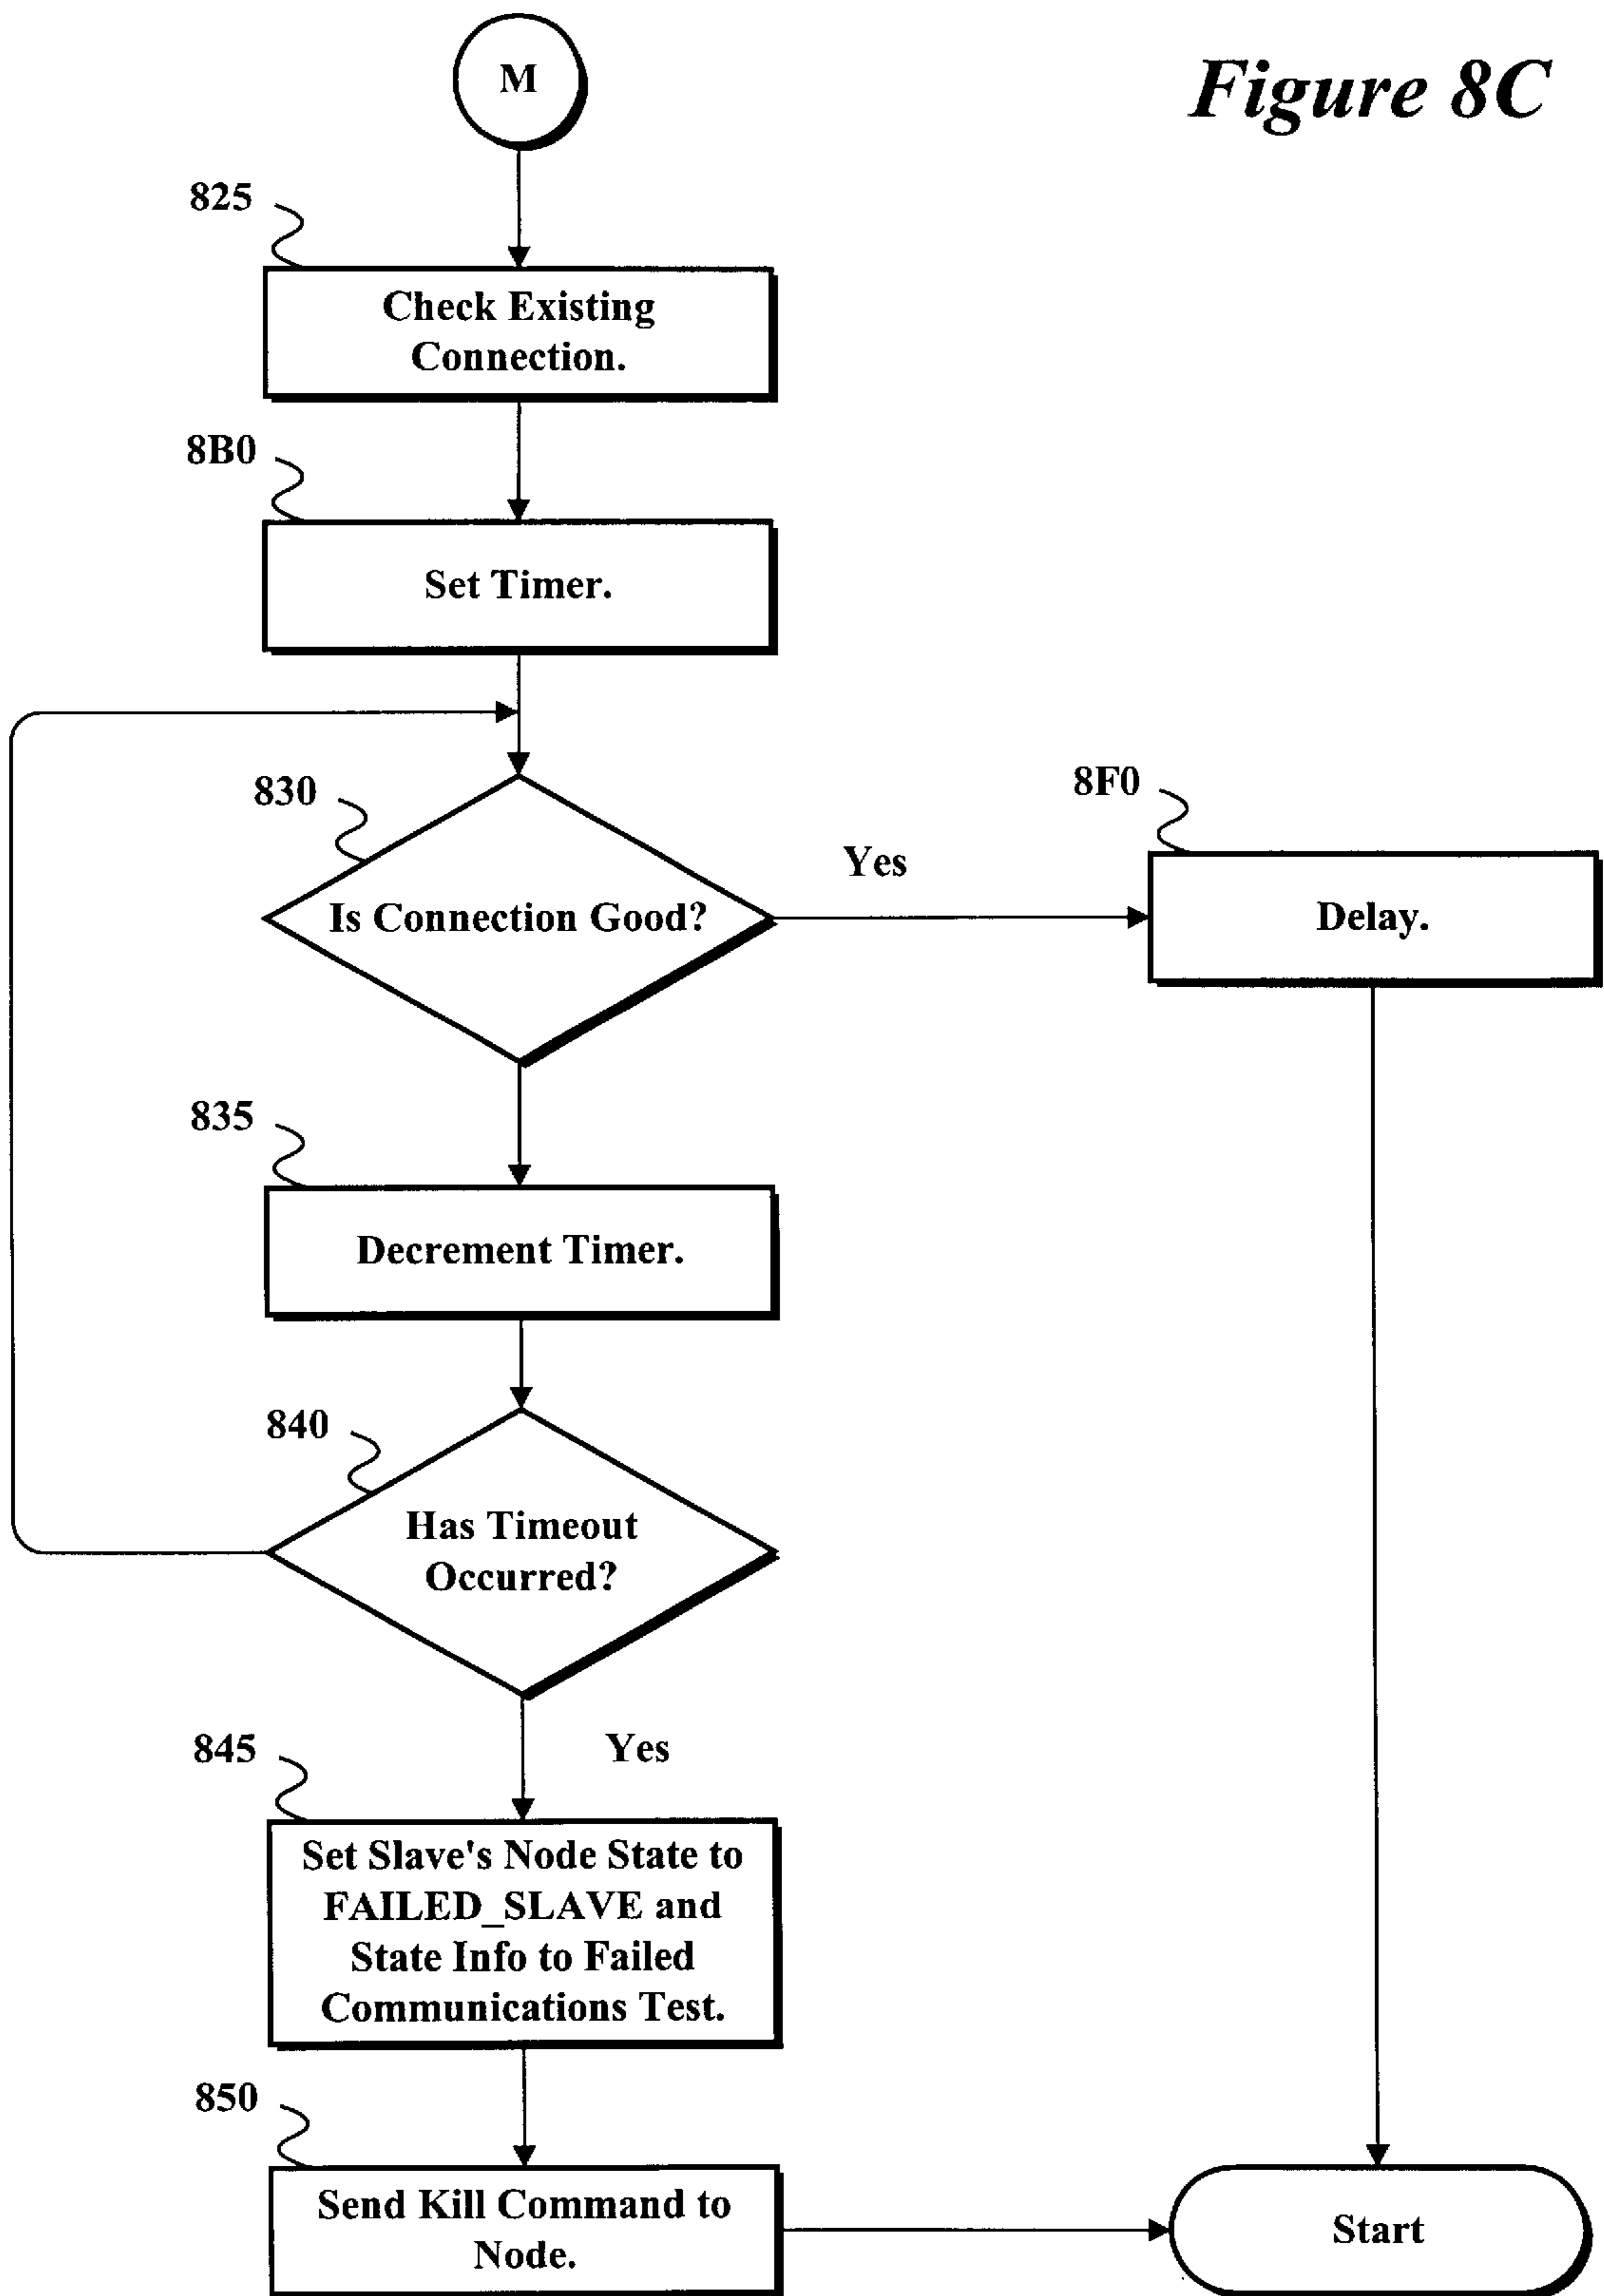 Figure 8C
M
825
Check Existing
Connection.
8B0
Set Timer.
830
Is Connection Good?
Yes
8F0
Delay.
835
Decrement Timer.
840
Has Timeout
Occurred?
Yes
845
Set Slave's Node State to
FAILED_SLAVE and
State Info to Failed
Communications Test.
850
Send Kill Command to
Node.
Start